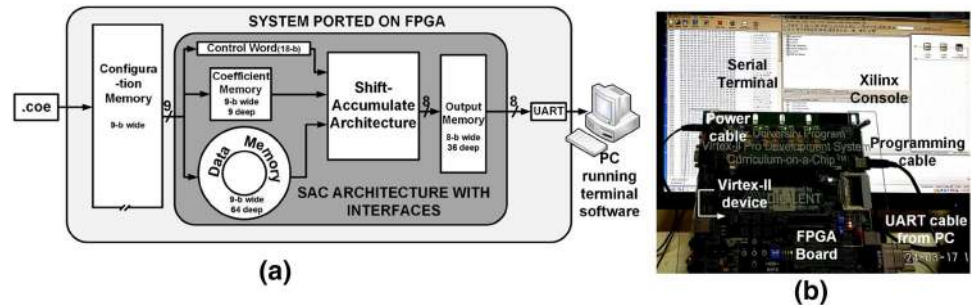 SYSTEM PORTED ON FPGA
.coe
Configura
-tion
Memory
9-b wide
9
Control Word(18-b)
Coefficient
Memory
9-b wide
9 deep
Data Memory
9-b wide
64 deep
Shift-
Accumulate
Architecture
8
Output
Memory
8-b wide
36 deep
8
UART
SAC ARCHITECTURE WITH
INTERFACES
PC
running
terminal
software
(a)
Serial
Terminal
Xilinx
Console
Power
cable
University Program
Virtex-II Pro Development System
Curriculum-on-a-Chip™
Programming
cable
Virtex-II
device
UART cable
from PC
FPGA
Board
(b)